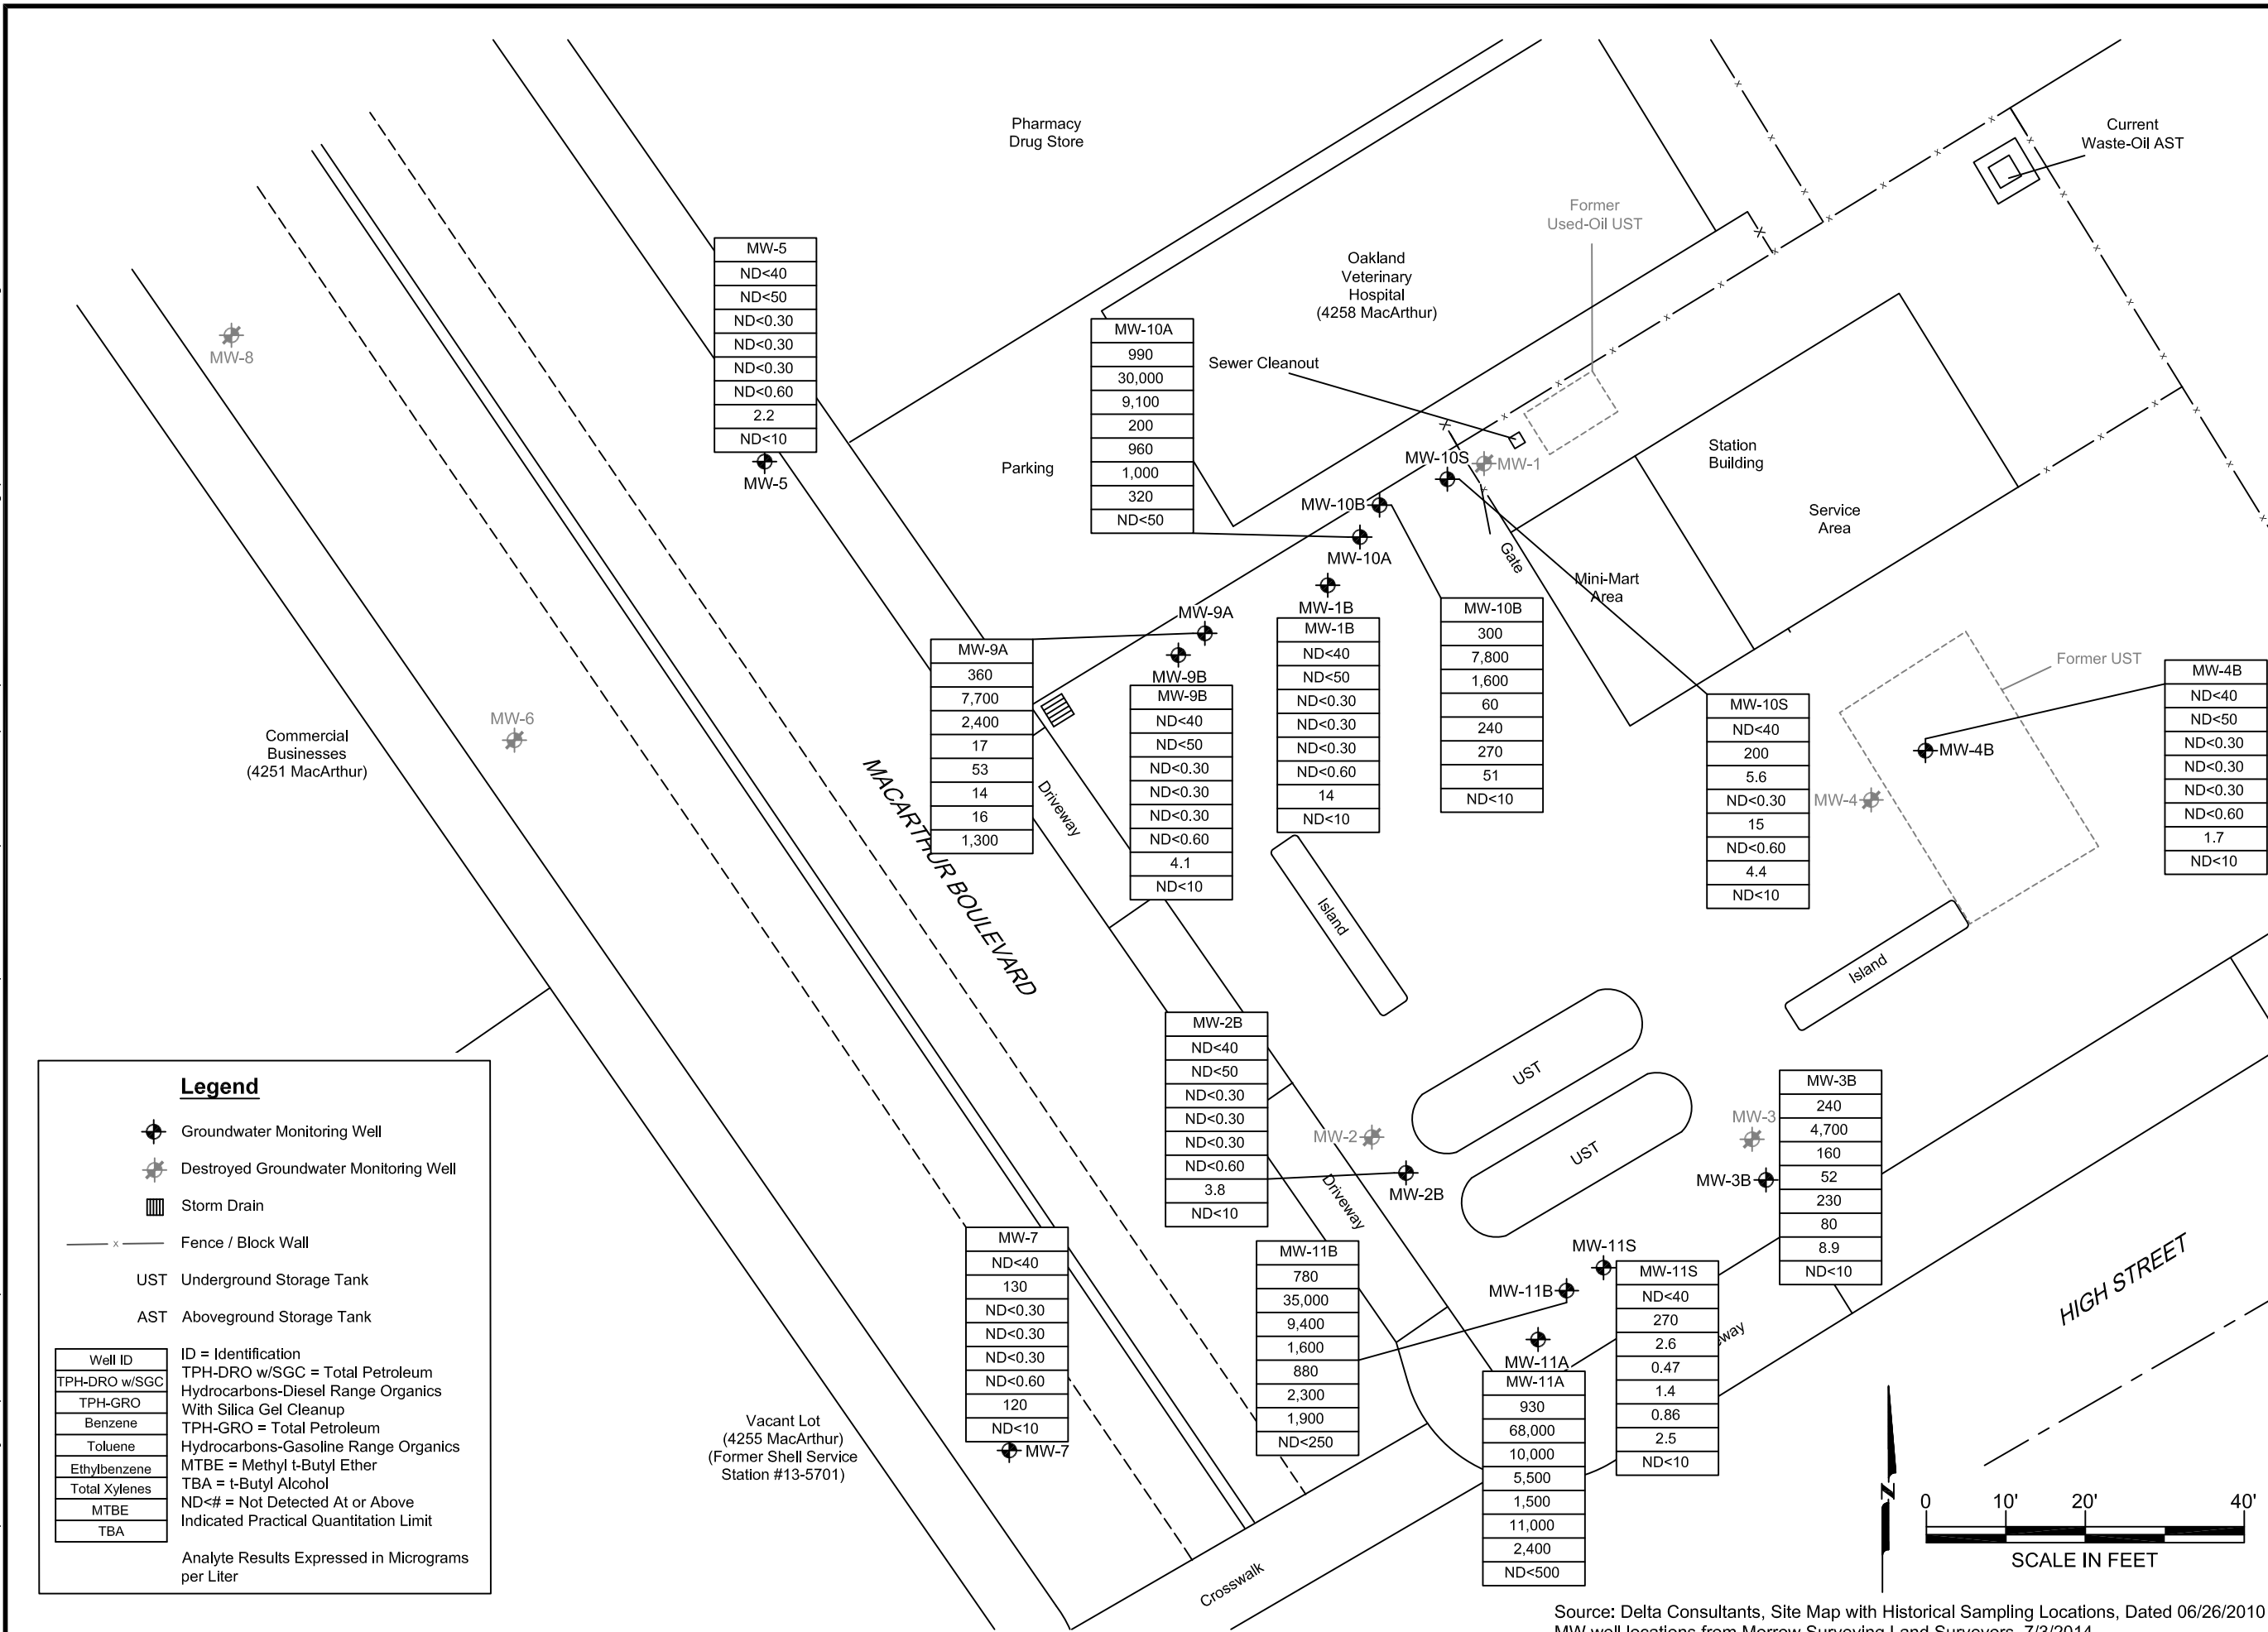 Pharmacy
Drug Store
Current
Waste-Oil AST
Former
Used-Oil UST
Oakland
Veterinary
Hospital
(4258 MacArthur)
MW-8
MW-5
ND<40
ND<50
ND<0.30
ND<0.30
ND<0.30
ND<0.60
2.2
ND<10
MW-5
MW-10A
990
30,000
9,100
200
960
1,000
320
ND<50
Sewer Cleanout
Parking
MW-10S
MW-1
Station
Building
Service
Area
MW-10B
MW-10A
Gate
Mini-Mart
Area
MW-1B
MW-1B
ND<40
ND<50
ND<0.30
ND<0.30
ND<0.30
ND<0.60
14
ND<10
MW-10B
300
7,800
1,600
60
240
270
51
ND<10
MW-9A
MW-9A
360
7,700
2,400
17
53
14
16
1,300
MW-9B
MW-9B
ND<40
ND<50
ND<0.30
ND<0.30
ND<0.30
ND<0.60
4.1
ND<10
MW-10S
ND<40
200
5.6
ND<0.30
15
ND<0.60
4.4
ND<10
Former UST
MW-4B
MW-4
MW-4B
ND<40
ND<50
ND<0.30
ND<0.30
ND<0.30
ND<0.60
1.7
ND<10
MW-6
Commercial
Businesses
(4251 MacArthur)
MACARTHUR BOULEVARD
Driveway
Island
Island
UST
UST
MW-2B
ND<40
ND<50
ND<0.30
ND<0.30
ND<0.30
ND<0.60
3.8
ND<10
MW-2
MW-2B
Driveway
MW-3
MW-3B
MW-3B
240
4,700
160
52
230
80
8.9
ND<10
MW-7
ND<40
130
ND<0.30
ND<0.30
ND<0.30
ND<0.60
120
ND<10
MW-7
MW-11B
780
35,000
9,400
1,600
880
2,300
1,900
ND<250
MW-11S
MW-11B
MW-11A
MW-11S
ND<40
270
2.6
0.47
1.4
0.86
2.5
ND<10
way
MW-11A
930
68,000
10,000
5,500
1,500
11,000
2,400
ND<500
HIGH STREET
Vacant Lot
(4255 MacArthur)
(Former Shell Service
Station #13-5701)
Crosswalk
Legend
Groundwater Monitoring Well
Destroyed Groundwater Monitoring Well
Storm Drain
x Fence / Block Wall
UST Underground Storage Tank
AST Aboveground Storage Tank
Well ID
TPH-DRO w/SGC
TPH-GRO
Benzene
Toluene
Ethylbenzene
Total Xylenes
MTBE
TBA
ID = Identification
TPH-DRO w/SGC = Total Petroleum
Hydrocarbons-Diesel Range Organics
With Silica Gel Cleanup
TPH-GRO = Total Petroleum
Hydrocarbons-Gasoline Range Organics
MTBE = Methyl t-Butyl Ether
TBA = t-Butyl Alcohol
ND<# = Not Detected At or Above
Indicated Practical Quantitation Limit
Analyte Results Expressed in Micrograms
per Liter
N
0 10' 20' 40'
SCALE IN FEET
Source: Delta Consultants, Site Map with Historical Sampling Locations, Dated 06/26/2010
MW well locations from Morrow Surveying Land Surveyors, 7/3/2014